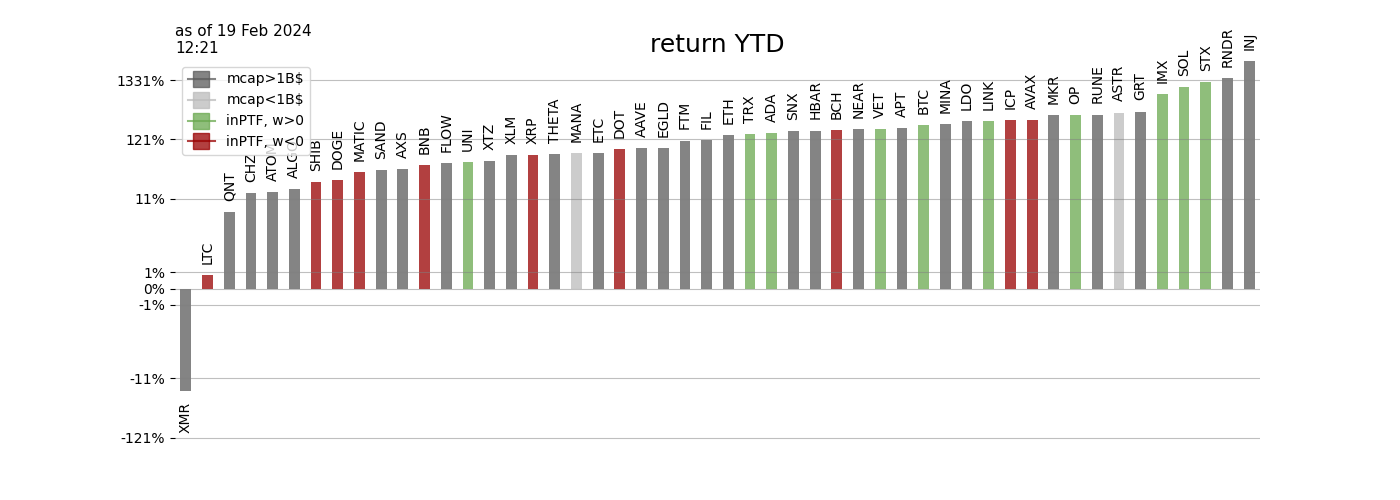 as of 19 Feb 2024
12:21
return YTD
mcap>1B$
mcap<1B$
inPTF, w>0
inPTF, w<0
1331%
121%
11%
1%
0%
-1%
-11%
-121%
XMR
LTC
QNT
CHZ
ATOM
ALGO
SHIB
DOGE
MATIC
SAND
AXS
BNB
FLOW
UNI
XTZ
XLM
XRP
THETA
MANA
ETC
DOT
AAVE
EGLD
FTM
FIL
ETH
TRX
ADA
SNX
HBAR
BCH
NEAR
VET
APT
BTC
MINA
LDO
LINK
ICP
AVAX
MKR
OP
RUNE
ASTR
GRT
IMX
SOL
STX
RNDR
INJ